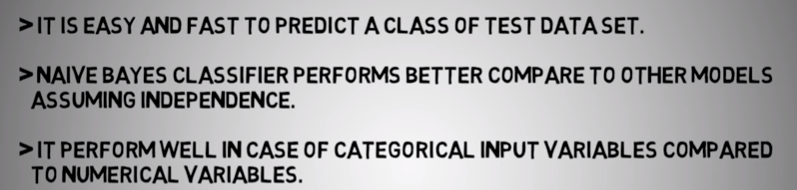 > IT IS EASY AND FAST TO PREDICT A CLASS OF TEST DATA SET.
> NAIVE BAYES CLASSIFIER PERFORMS BETTER COMPARE TO OTHER MODELS
ASSUMING INDEPENDENCE.
> IT PERFORM WELL IN CASE OF CATEGORICAL INPUT VARIABLES COMPARED
TO NUMERICAL VARIABLES.